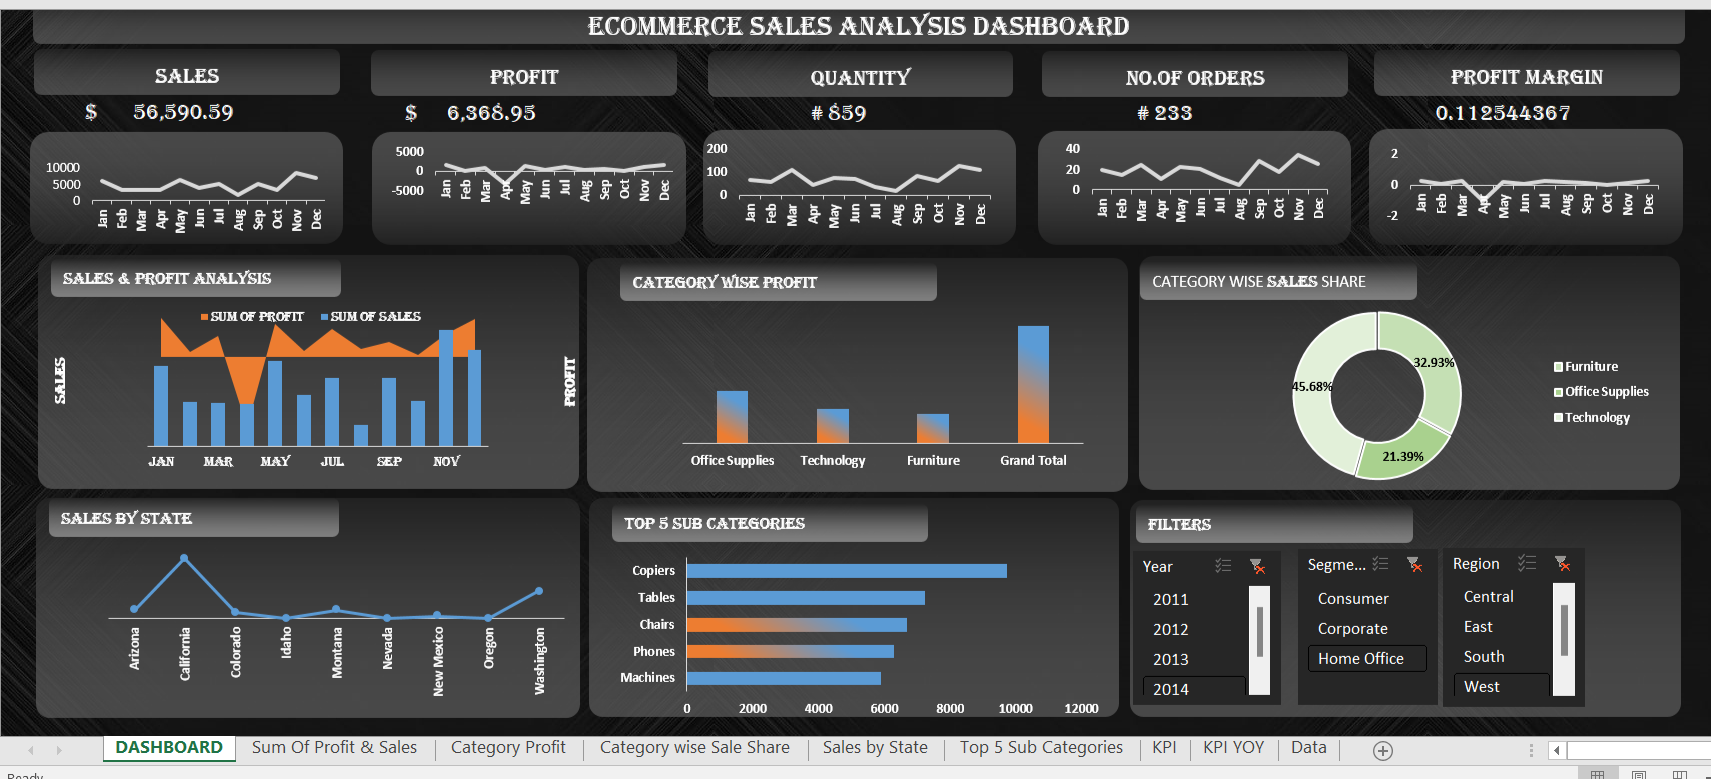 ECOMMERCE SALES ANALYSIS DASHBOARD
SALES
PROFIT
QUANTITY
NO.OF ORDERS
PROFIT MARGIN
$ 56,590.59
$ 6,368.95
# 859
# 233
0.112544367
10000
5000
0
Jan Feb Mar Apr May Jun Jul Aug Sep Oct Nov Dec
5000
0
-5000
Jan Feb Mar Apr May Jun Jul Aug Sep Oct Nov Dec
200
100
0
Jan Feb Mar Apr May Jun Jul Aug Sep Oct Nov Dec
40
20
0
Jan Feb Mar Apr May Jun Jul Aug Sep Oct Nov Dec
2
0
-2
Jan Feb Mar Apr May Jun Jul Aug Sep Oct Nov Dec
SALES & PROFIT ANALYSIS
SUM OF PROFIT SUM OF SALES
SALES
PROFIT
JAN MAR MAY JUL SEP NOV
CATEGORY WISE PROFIT
Office Supplies Technology Furniture Grand Total
CATEGORY WISE SALES SHARE
32.93%
45.68%
21.39%
Furniture
Office Supplies
Technology
SALES BY STATE
Arizona California Colorado Idaho Montana Nevada New Mexico Oregon Washington
TOP 5 SUB CATEGORIES
Copiers
Tables
Chairs
Phones
Machines
0 2000 4000 6000 8000 10000 12000
FILTERS
Year
2011
2012
2013
2014
Segme...
Consumer
Corporate
Home Office
Region
Central
East
South
West
DASHBOARD Sum Of Profit & Sales Category Profit Category wise Sale Share Sales by State Top 5 Sub Categories KPI KPI YOY Data
Ready